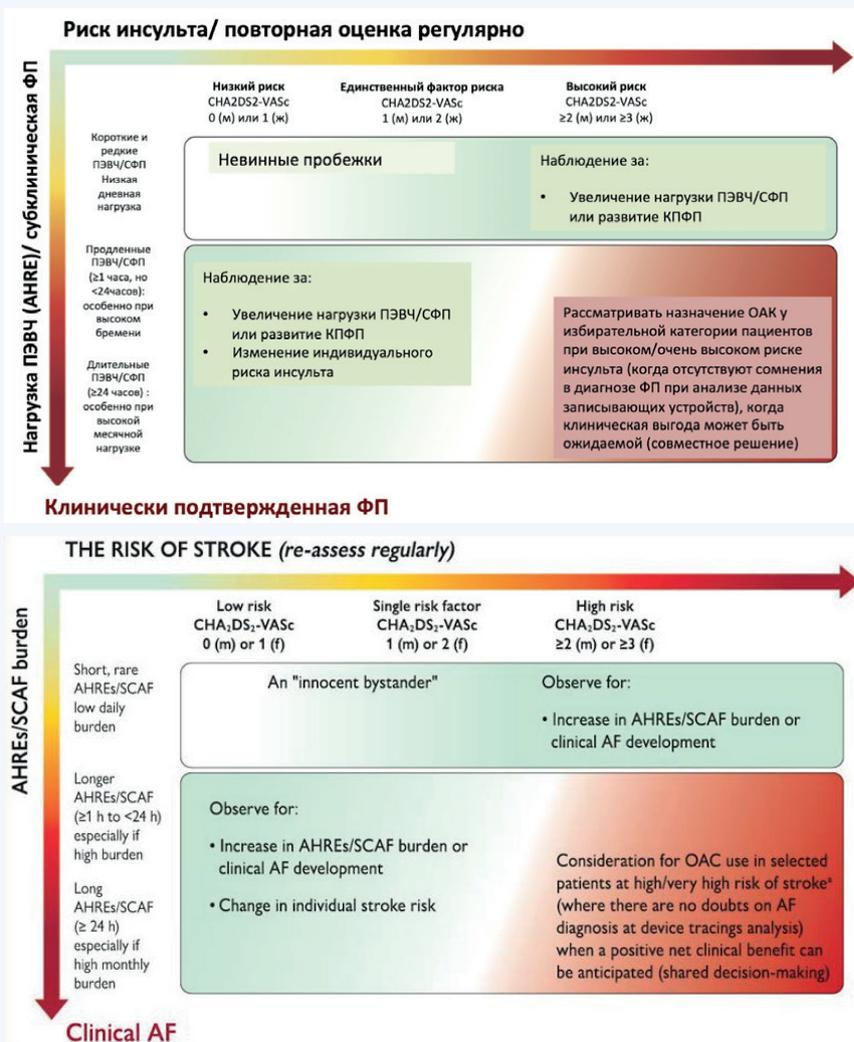 Риск инсульта/ повторная оценка регулярно
Нагрузка ПЭВЧ (AHRE)/ субклиническая ФП
Низкий риск
CHA2DS2-VASc
0 (м) или 1 (ж)
Единственный фактор риска
CHA2DS2-VASc
1 (м) или 2 (ж)
Высокий риск
CHA2DS2-VASc
≥2 (м) или ≥3 (ж)
Короткие и
редкие
ПЭВЧ/СФП
Низкая
дневная
нагрузка
Невинные пробежки
Наблюдение за:
• Увеличение нагрузки ПЭВЧ/СФП
или развитие КПФП
Продленные
ПЭВЧ/СФП
(≥1 часа, но
<24часов):
особенно при
высоком
бремени
Длительные
ПЭВЧ/СФП
(≥24 часов) :
особенно при
высокой
месячной
нагрузке
Наблюдение за:
• Увеличение нагрузки ПЭВЧ/СФП
или развитие КПФП
• Изменение индивидуального
риска инсульта
Рассматривать назначение ОАК у
избирательной категории пациентов
при высоком/очень высоком риске
инсульта (когда отсутствуют сомнения
в диагнозе ФП при анализе данных
записывающих устройств), когда
клиническая выгода может быть
ожидаемой (совместное решение)
Клинически подтвержденная ФП
THE RISK OF STROKE (re-assess regularly)
AHREs/SCAF burden
Low risk
CHA₂DS₂-VASc
0 (m) or 1 (f)
Single risk factor
CHA₂DS₂-VASc
1 (m) or 2 (f)
High risk
CHA₂DS₂-VASc
≥2 (m) or ≥3 (f)
Short, rare
AHREs/SCAF
low daily
burden
An "innocent bystander"
Observe for:
• Increase in AHREs/SCAF burden or
clinical AF development
Longer
AHREs/SCAF
(≥1 h to <24 h)
especially if
high burden
Long
AHREs/SCAF
(≥ 24 h)
especially if
high monthly
burden
Observe for:
• Increase in AHREs/SCAF burden or
clinical AF development
• Change in individual stroke risk
Consideration for OAC use in selected
patients at high/very high risk of strokeᵃ
(where there are no doubts on AF
diagnosis at device tracings analysis)
when a positive net clinical benefit can
be anticipated (shared decision-making)
Clinical AF